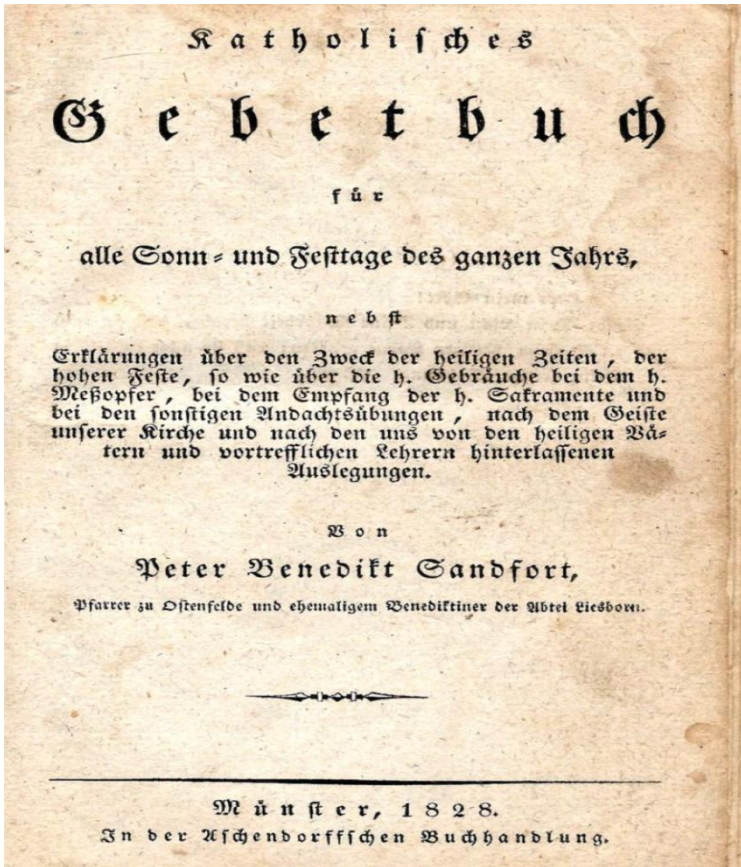 Katholisches
Gebetbuch
für
alle Sonn- und Festtage des ganzen Jahrs,
nebst
Erklärungen über den Zweck der heiligen Zeiten, der
hohen Feste, so wie über die h. Gebräuche bei dem h.
Meßopfer, bei dem Empfang der h. Sakramente und
bei den sonstigen Andachtsübungen, nach dem Geiste
unserer Kirche und nach den uns von den heiligen Vä-
tern und vortrefflichen Lehrern hinterlassenen
Auslegungen.
Von
Peter Benedikt Sandfort,
Pfarrer zu Ostenfelde und ehemaligem Benediktiner der Abtei Liesborn.
Münster, 1828.
In der Aschendorffschen Buchhandlung.